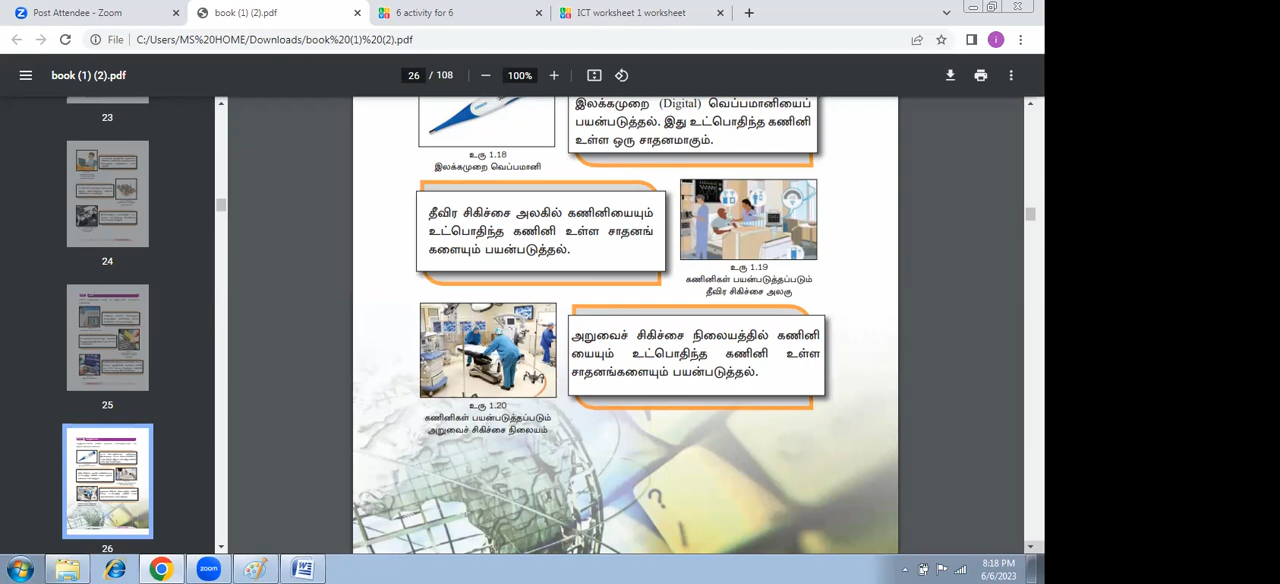 Post Attendee - Zoom
book (1) (2).pdf
6 activity for 6
ICT worksheet 1 worksheet
File
C:/Users/MS%20HOME/Downloads/book%20(1)%20(2).pdf
i
book (1) (2).pdf
26 / 108
100%
23
24
25
26
இலக்கமுறை (Digital) வெப்பமானியைப்
பயன்படுத்தல். இது உட்பொதிந்த கணினி
உள்ள ஒரு சாதனமாகும்.
உரு 1.18
இலக்கமுறை வெப்பமானி
தீவிர சிகிச்சை அலகில் கணினியையும்
உட்பொதிந்த கணினி உள்ள சாதனங்
களையும் பயன்படுத்தல்.
உரு 1.19
கணினிகள் பயன்படுத்தப்படும்
தீவிர சிகிச்சை அலகு
அறுவைச் சிகிச்சை நிலையத்தில் கணினி
யையும் உட்பொதிந்த கணினி உள்ள
சாதனங்களையும் பயன்படுத்தல்.
உரு 1.20
கணினிகள் பயன்படுத்தப்படும்
அறுவைச் சிகிச்சை நிலையம்
zoom
8:18 PM
6/6/2023